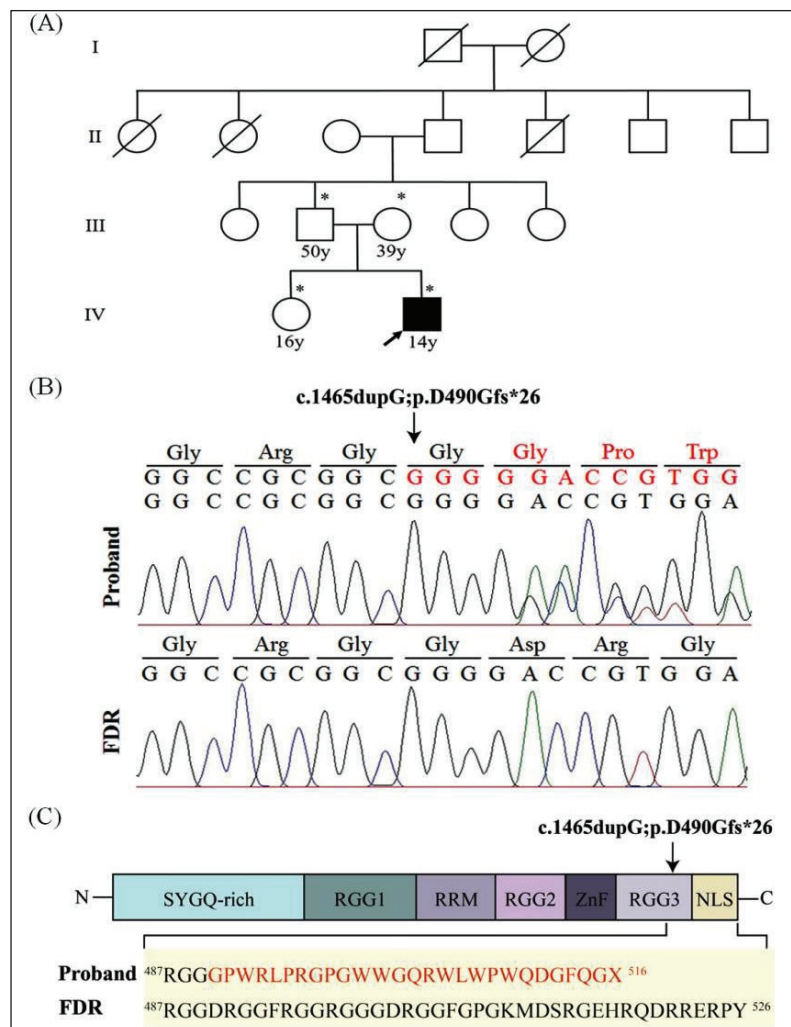 (A)
I
II
III
* *
50y 39y
IV
* *
16y 14y
(B)
c.1465dupG;p.D490Gfs*26
Gly Arg Gly Gly Gly Pro Trp
G G C C G C G G C G G G G G A C C G T G G
G G C C G C G G C G G G G A C C G T G G A
Proband
Gly Arg Gly Gly Asp Arg Gly
G G C C G C G G C G G G G A C C G T G G A
FDR
(C)
c.1465dupG;p.D490Gfs*26
N SYGQ-rich RGG1 RRM RGG2 ZnF RGG3 NLS C
Proband 487RGGGPWRLPRGPGWWGQRWLWPWQDGFQGX 516
FDR 487RGGDRGGFRGGRGGGDRGGFGPGKMDSRGEHRQDRRERPY 526